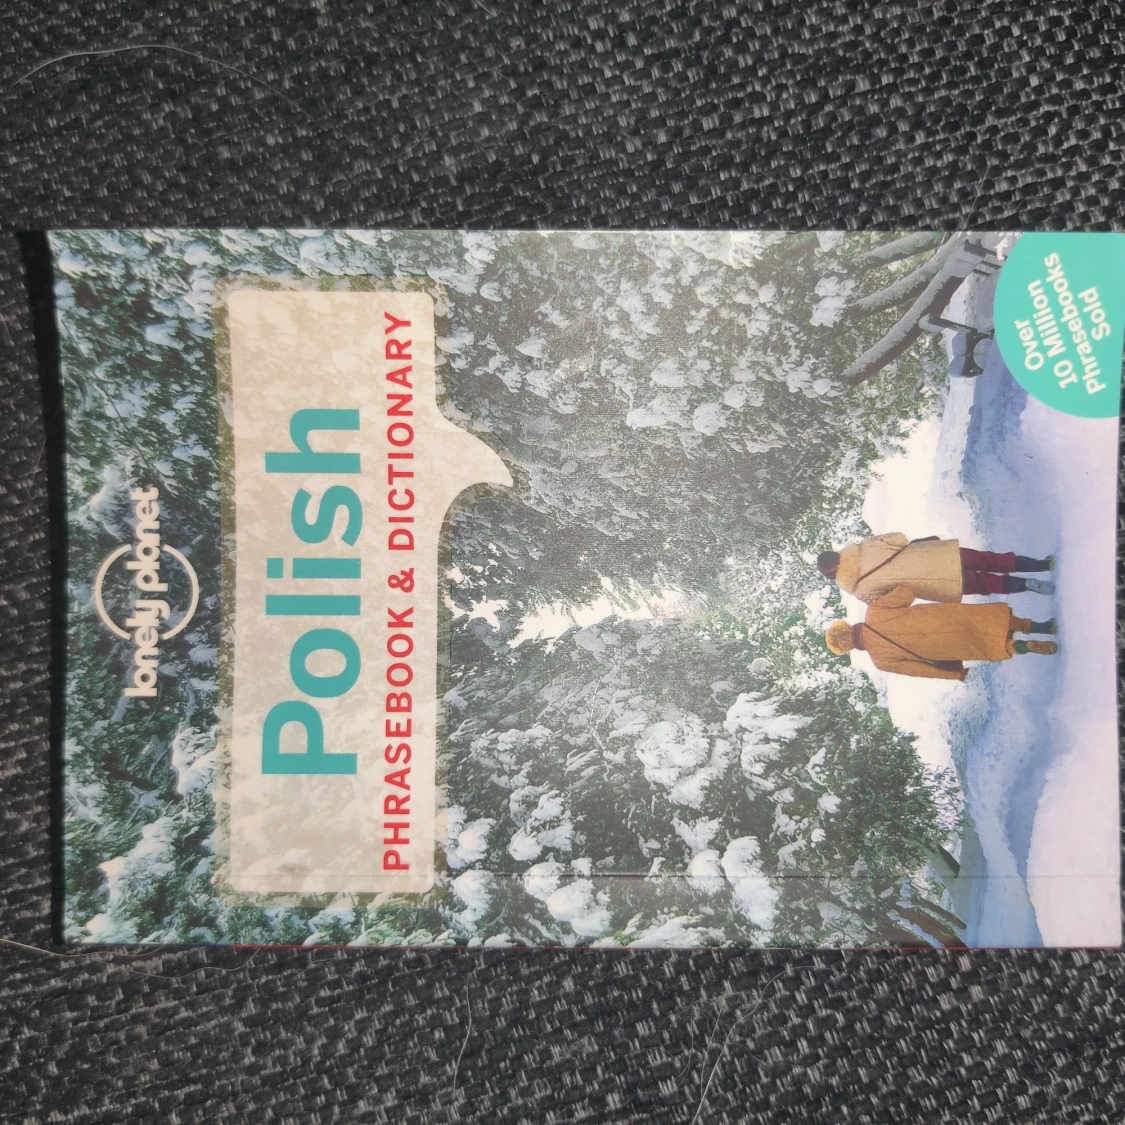 lonely planet
Polish
PHRASEBOOK & DICTIONARY
Over
10 Million
Phrasebooks
Sold